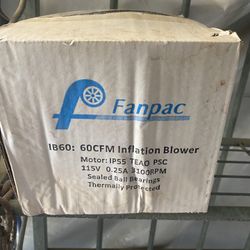 Fanpac
IB60: 60CFM Inflation Blower
Motor: IP55 TEAO PSC
115V 0.25A 3100RPM
Sealed Ball Bearings
Thermally Protected